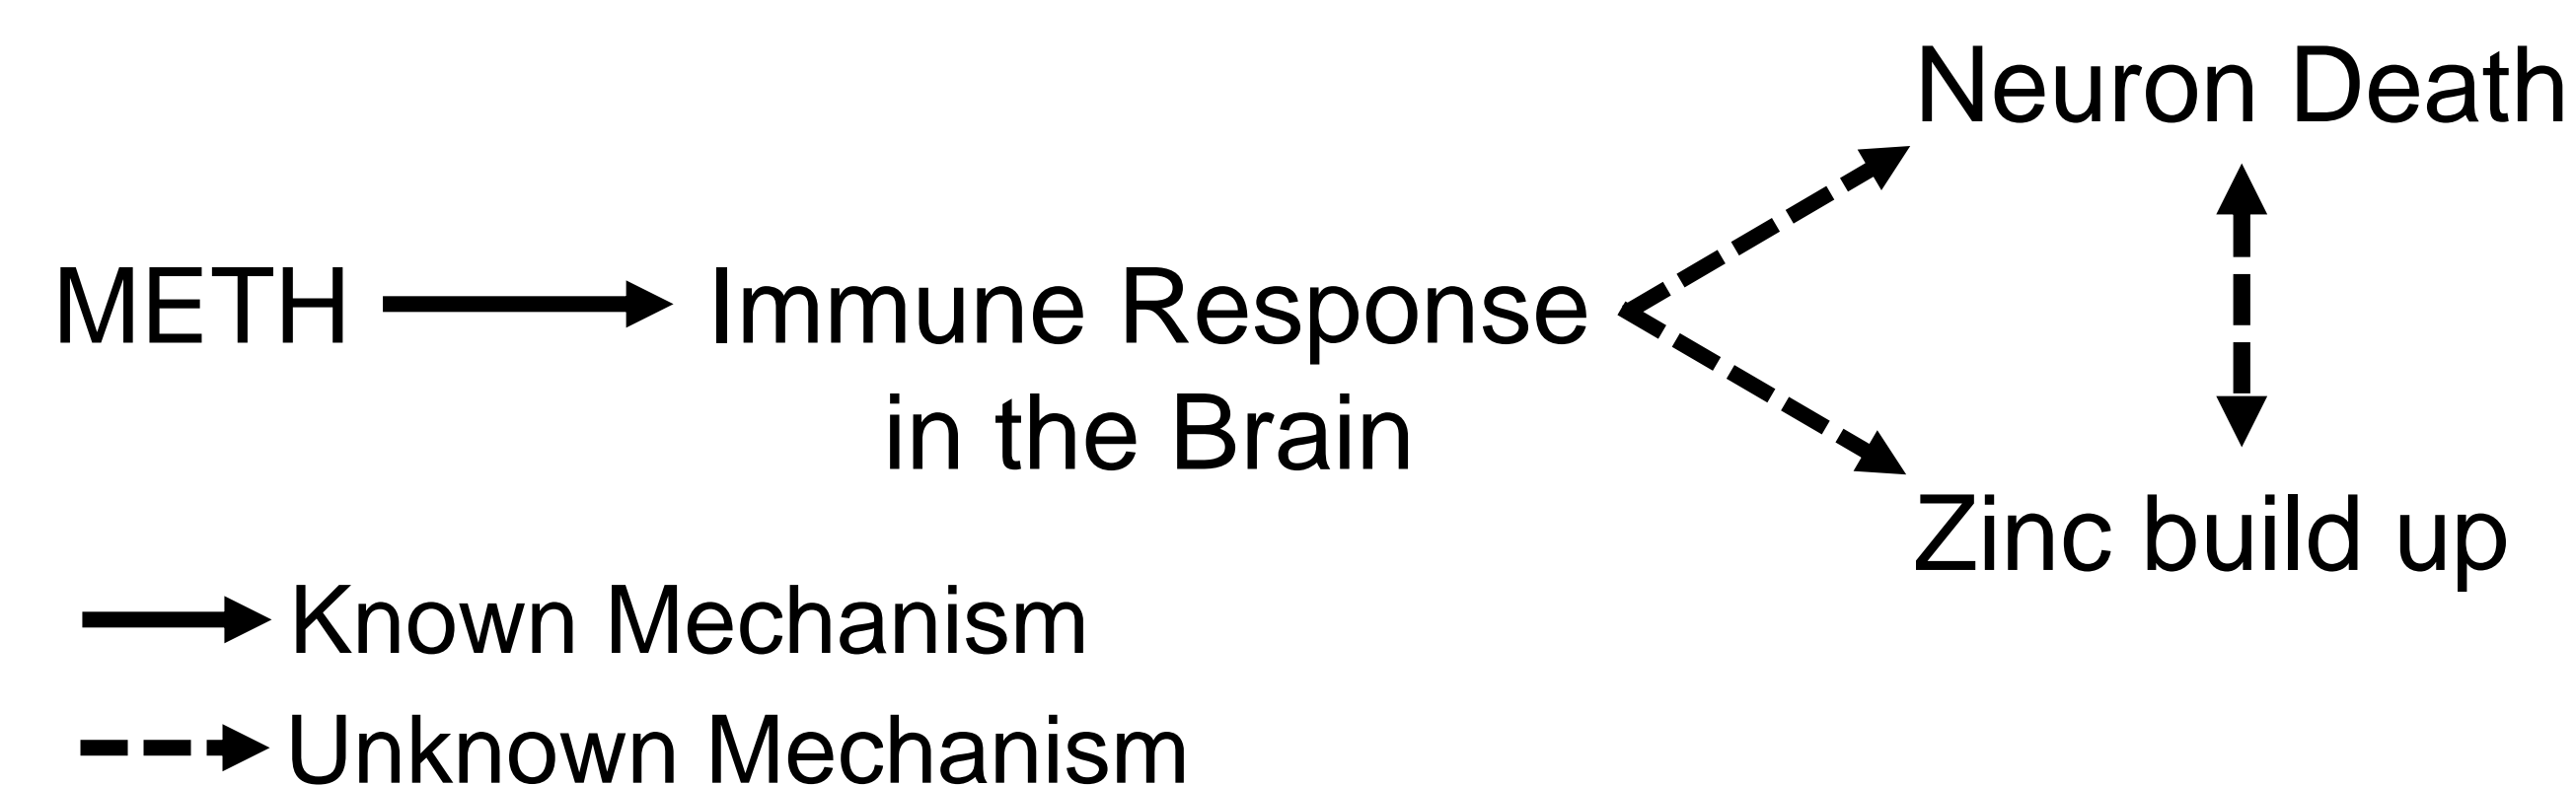 Neuron Death
METH
Immune Response
in the Brain
Zinc build up
Known Mechanism
Unknown Mechanism